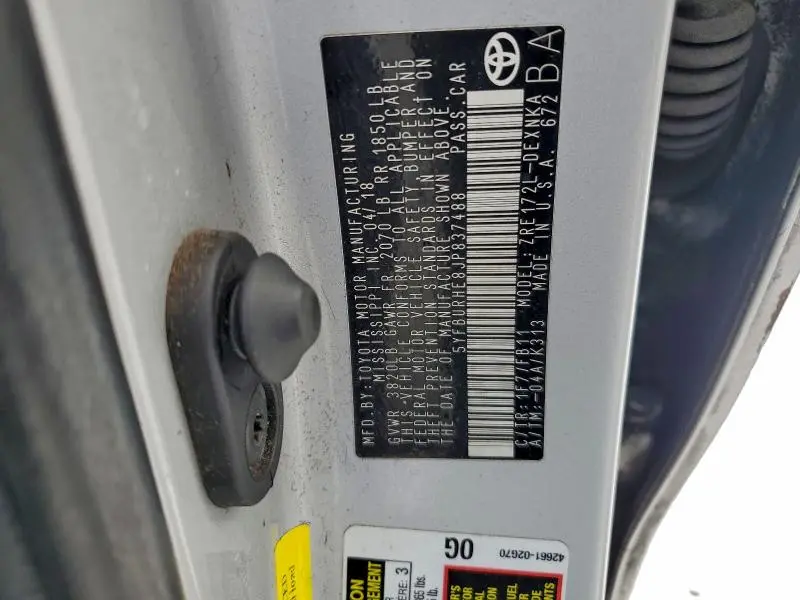 MFD.BY:TOYOTA MOTOR MANUFACTURING
MISSISSIPPI INC. 04/18
GVWR 3820LB GAWR FR 2070 LB RR 1850 LB
THIS VEHICLE CONFORMS TO ALL APPLICABLE
FEDERAL MOTOR VEHICLE SAFETY BUMPER AND
THEFT PREVENTION STANDARDS IN EFFECT ON
THE DATE OF MANUFACTURE SHOWN ABOVE.
5YFBURHE8JP837488 PASS.CAR
C/TR:1F7/FB11 MODEL: ZRE172L-DEXNKA
A/TM:-04A/K313 MADE IN U.S.A. 672
BA
OG
42661-02G70